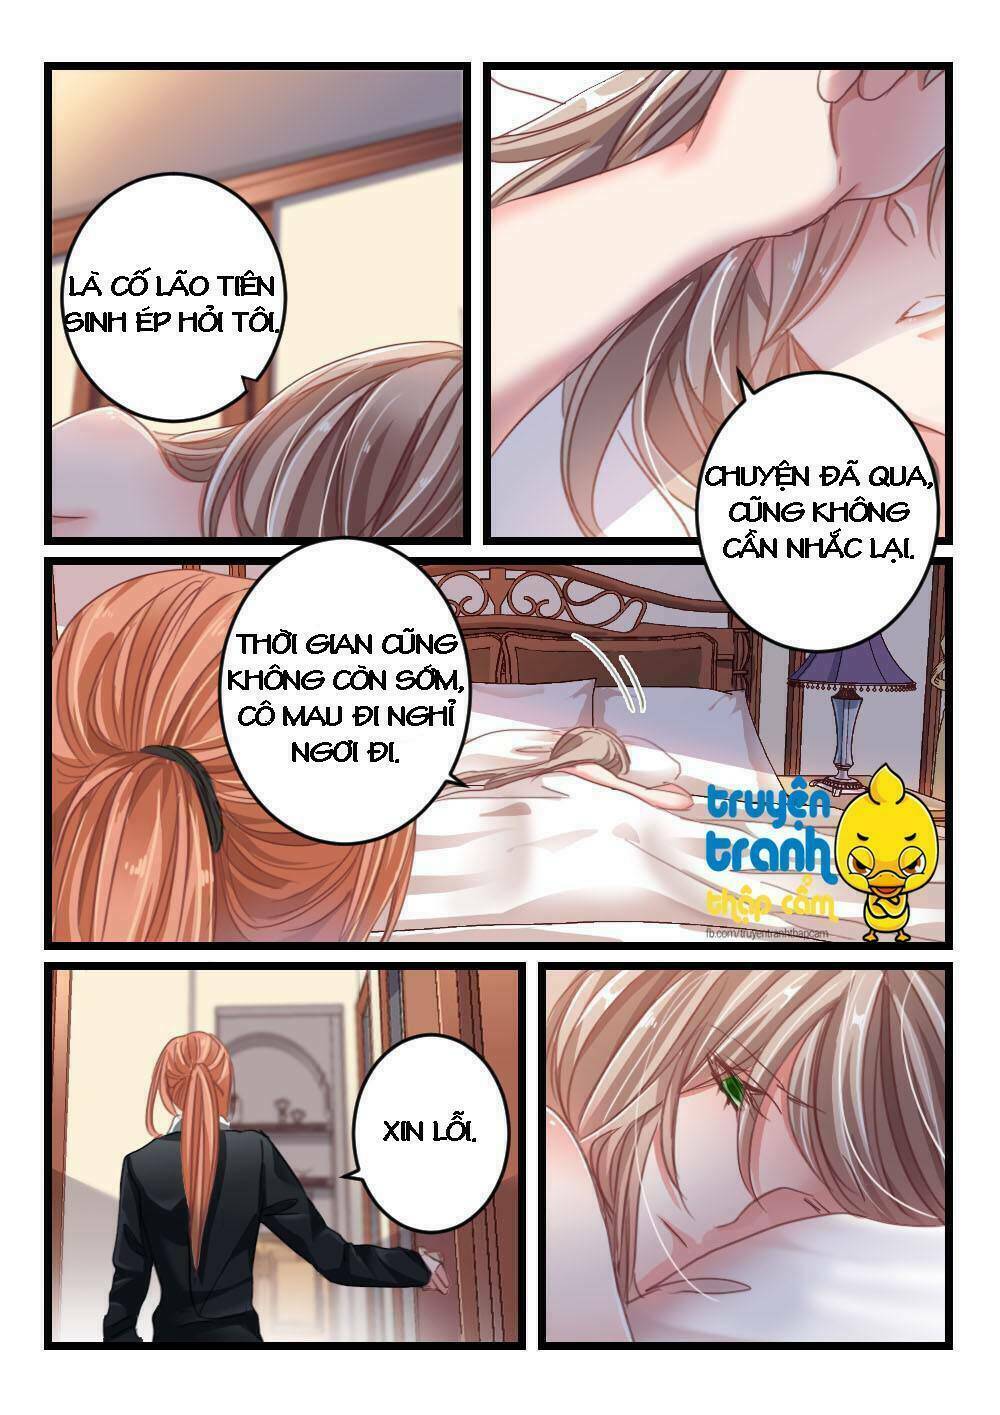 LÀ CỐ LÃO TIÊN
SINH ÉP HỎI TÔI.
CHUYỆN ĐÃ QUA,
CŨNG KHÔNG
CẦN NHẮC LẠI.
THỜI GIAN CŨNG
KHÔNG CÒN SỚM,
CÔ MAU ĐI NGHỈ
NGƠI ĐI.
truyện
tranh
thập cẩm
fb.com/truyentranhthapcam
XIN LỖI.